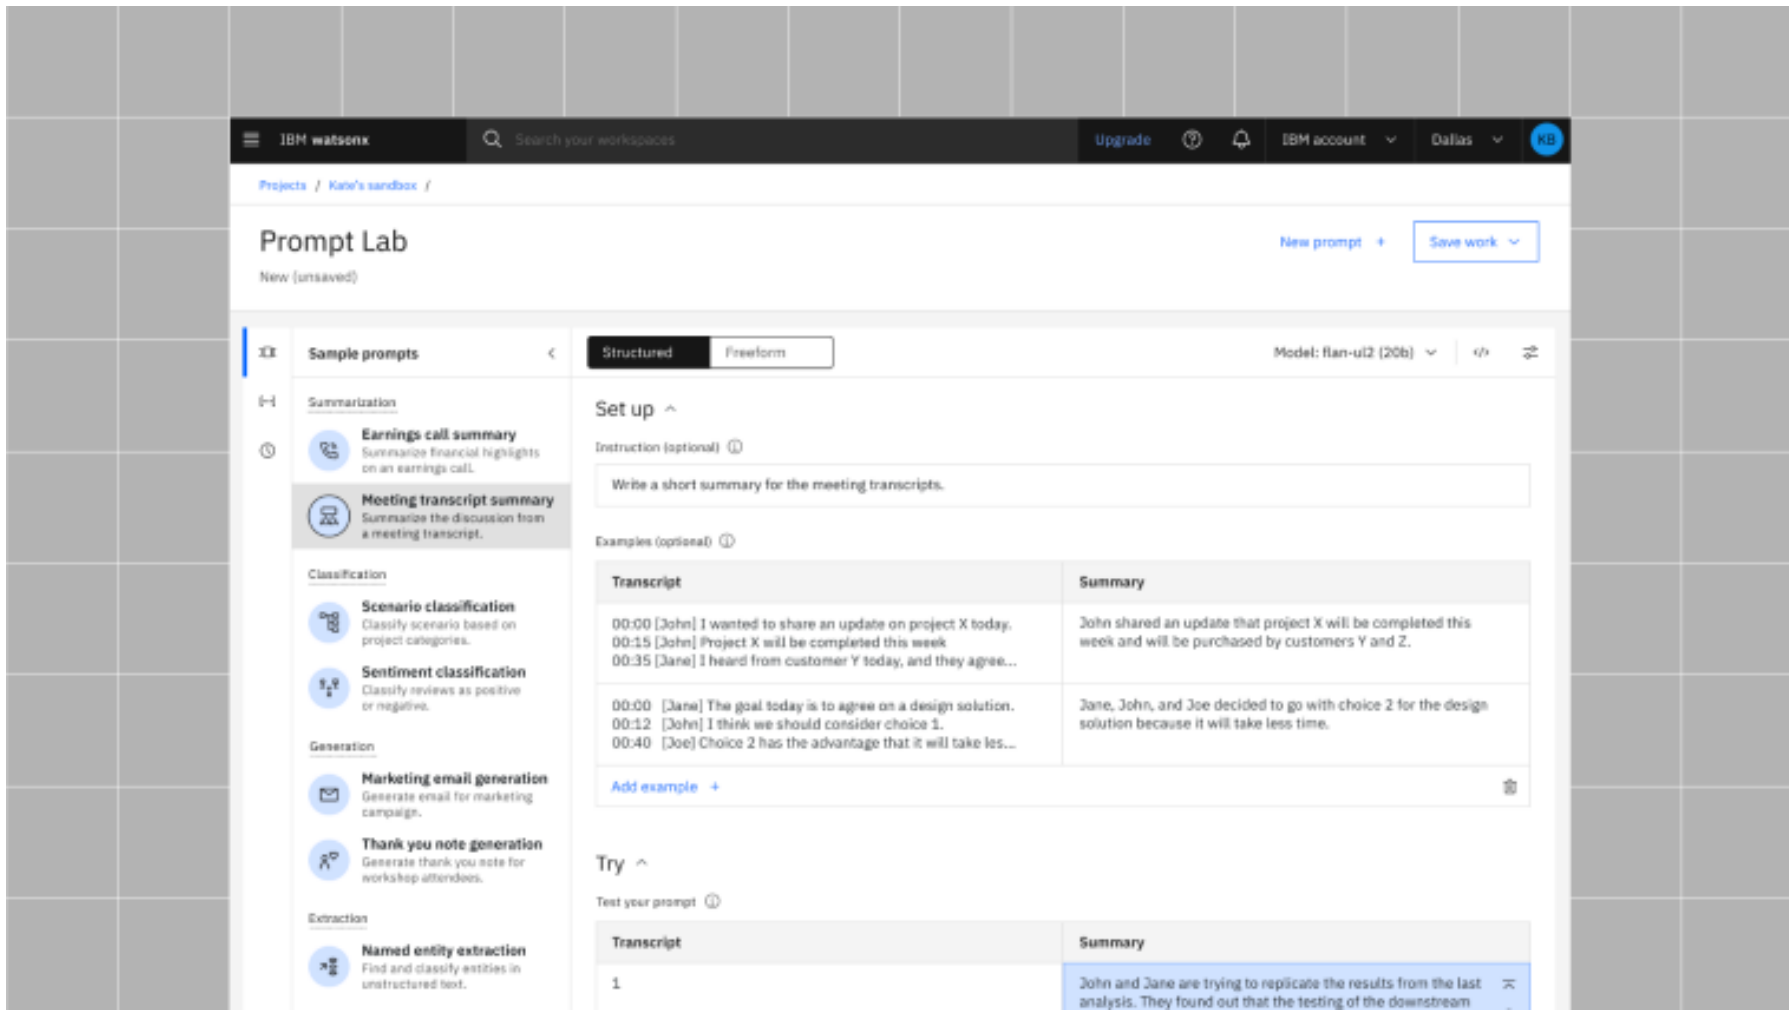 IBM watsonx
Search your workspaces
Upgrade
IBM account
Dallas
KB
Projects / Kate's sandbox /
Prompt Lab
New (unsaved)
New prompt +
Save work
Sample prompts
Summarization
Earnings call summary
Summarize financial highlights
on an earnings call.
Meeting transcript summary
Summarize the discussion from
a meeting transcript.
Classification
Scenario classification
Classify scenario based on
project categories.
Sentiment classification
Classify reviews as positive
or negative.
Generation
Marketing email generation
Generate email for marketing
campaign.
Thank you note generation
Generate thank you note for
workshop attendees.
Extraction
Named entity extraction
Find and classify entities in
unstructured text.
Structured
Freeform
Model: flan-ul2 (20b)
Set up
Instruction (optional)
Write a short summary for the meeting transcripts.
Examples (optional)
Transcript
Summary
00:00 [John] I wanted to share an update on project X today.
00:15 [John] Project X will be completed this week
00:35 [Jane] I heard from customer Y today, and they agree...
John shared an update that project X will be completed this
week and will be purchased by customers Y and Z.
00:00 [Jane] The goal today is to agree on a design solution.
00:12 [John] I think we should consider choice 1.
00:40 [Joe] Choice 2 has the advantage that it will take les...
Jane, John, and Joe decided to go with choice 2 for the design
solution because it will take less time.
Add example +
Try
Test your prompt
Transcript
Summary
1
John and Jane are trying to replicate the results from the last
analysis. They found out that the testing of the downstream